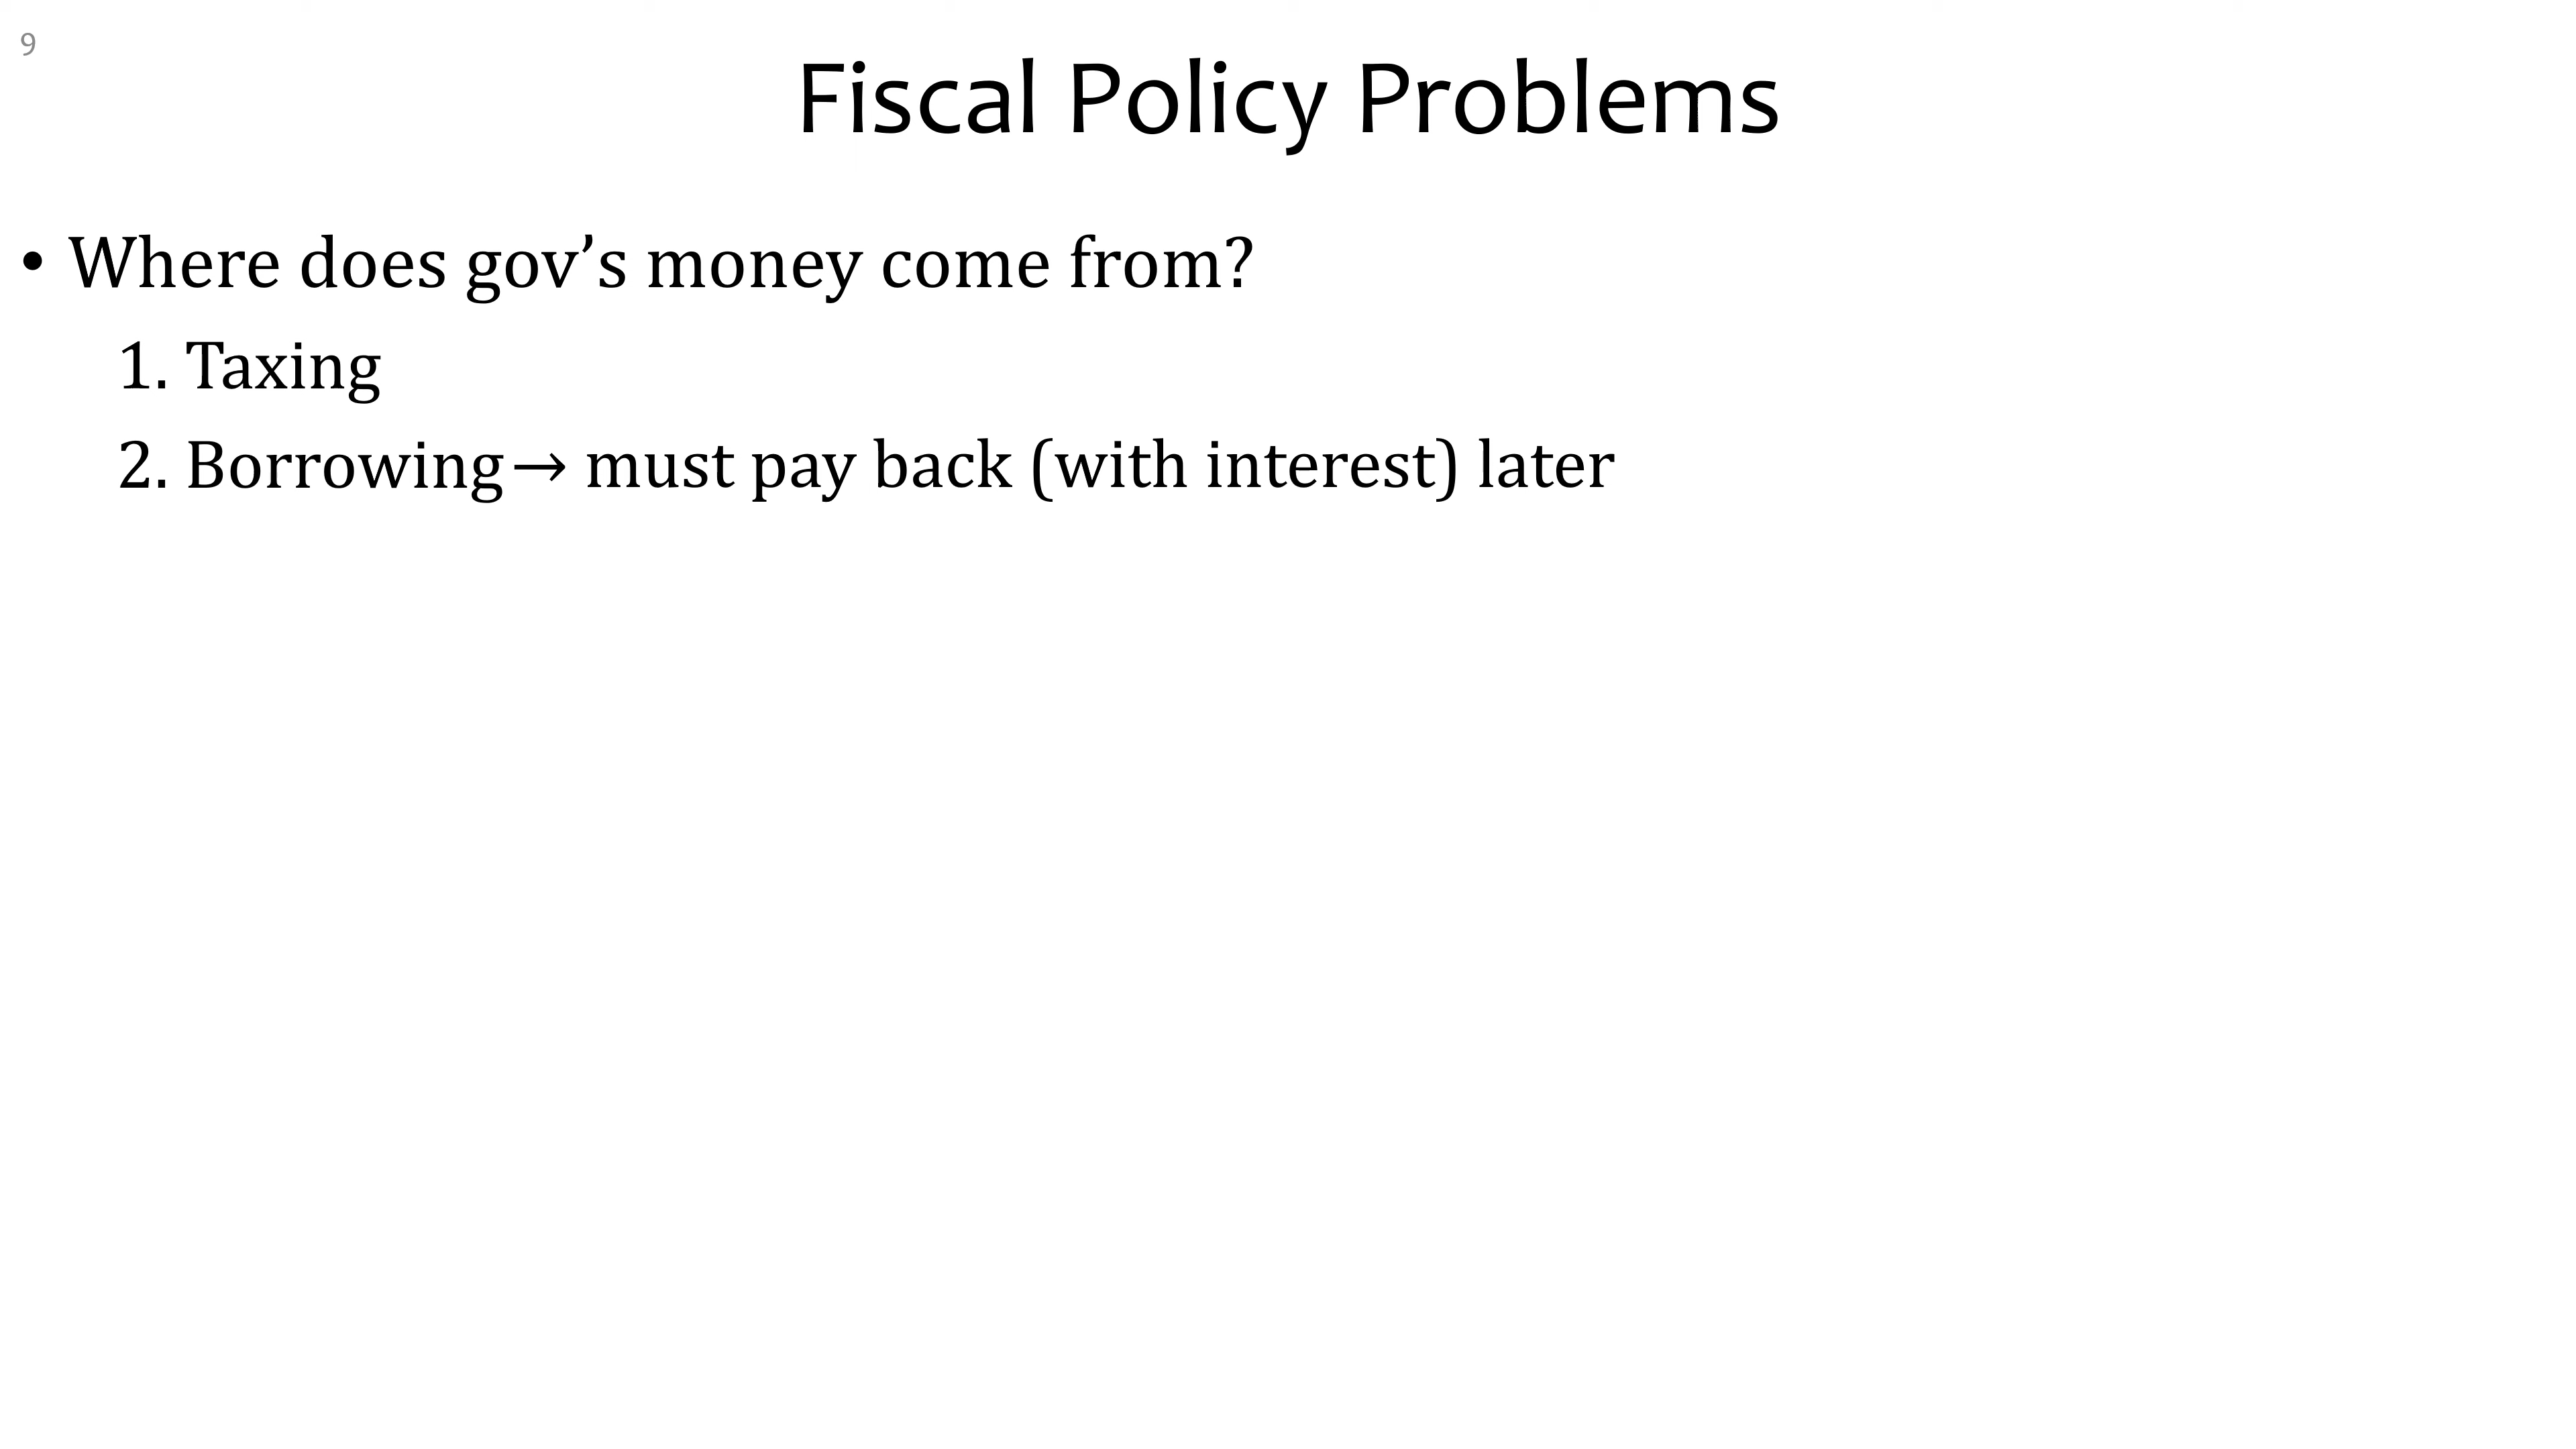 9
Fiscal Policy Problems
• Where does gov’s money come from?
1. Taxing
2. Borrowing→ must pay back (with interest) later